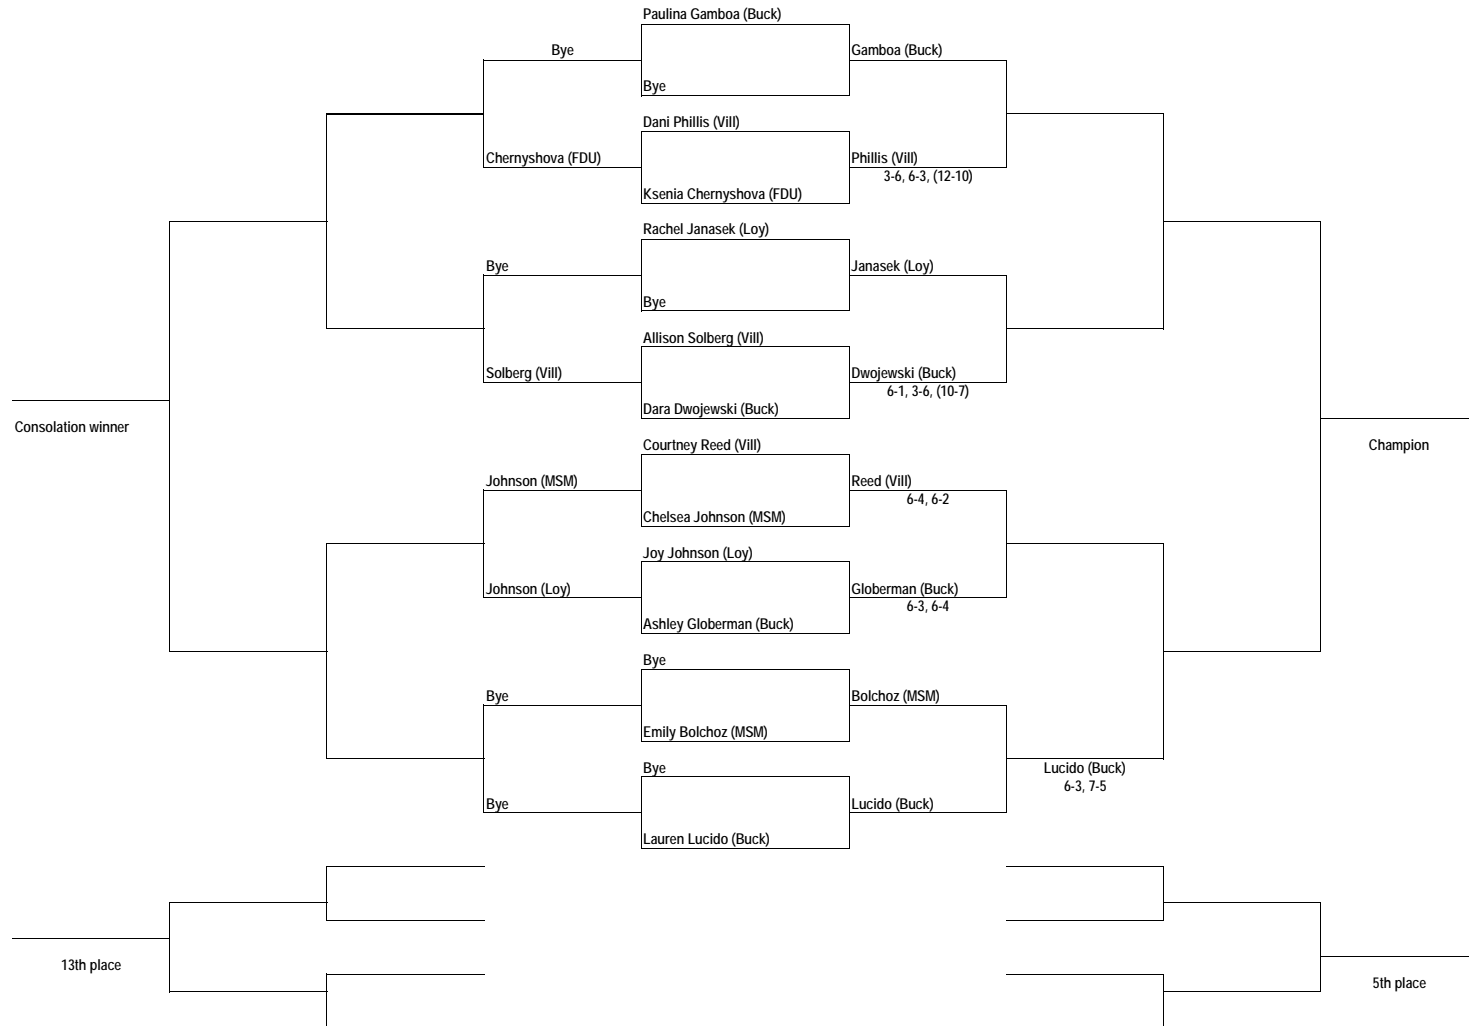 Paulina Gamboa (Buck)
Bye
Gamboa (Buck)
Bye
Dani Phillis (Vill)
Chernyshova (FDU)
Phillis (Vill)
3-6, 6-3, (12-10)
Ksenia Chernyshova (FDU)
Rachel Janasek (Loy)
Bye
Janasek (Loy)
Bye
Allison Solberg (Vill)
Solberg (Vill)
Dwojewski (Buck)
6-1, 3-6, (10-7)
Dara Dwojewski (Buck)
Consolation winner
Courtney Reed (Vill)
Champion
Johnson (MSM)
Reed (Vill)
6-4, 6-2
Chelsea Johnson (MSM)
Joy Johnson (Loy)
Johnson (Loy)
Globerman (Buck)
6-3, 6-4
Ashley Globerman (Buck)
Bye
Bye
Bolchoz (MSM)
Emily Bolchoz (MSM)
Bye
Lucido (Buck)
6-3, 7-5
Bye
Lucido (Buck)
Lauren Lucido (Buck)
13th place
5th place